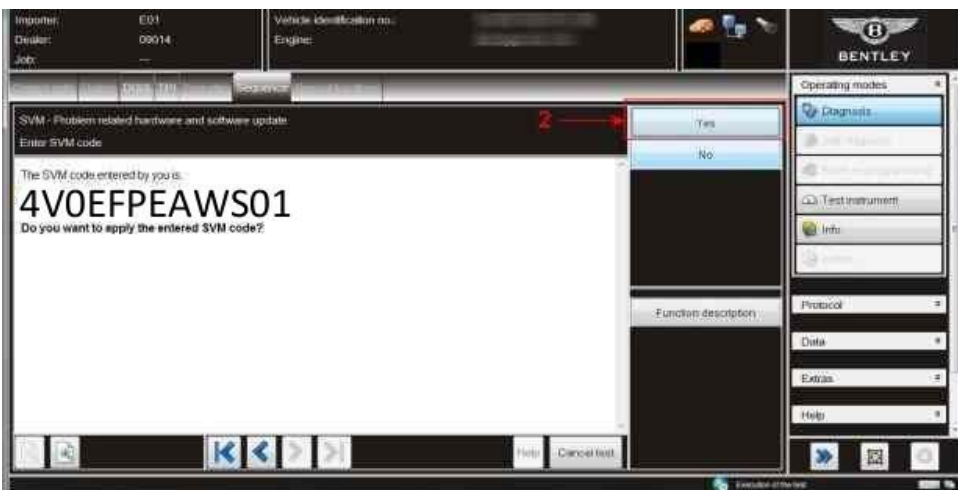 Importer: E01
Dealer: 09014
Job: ---
Vehicle identification no.:
Engine:
BENTLEY
Sequence
SVM - Problem related hardware and software update
Enter SVM code
The SVM code entered by you is:
4V0EFPEAWS01
Do you want to apply the entered SVM code?
2
Yes
No
Function description
Operating modes
Diagnosis
Test instrument
Info
Protocol
Data
Extras
Help
Help
Cancel test
Execution of the test